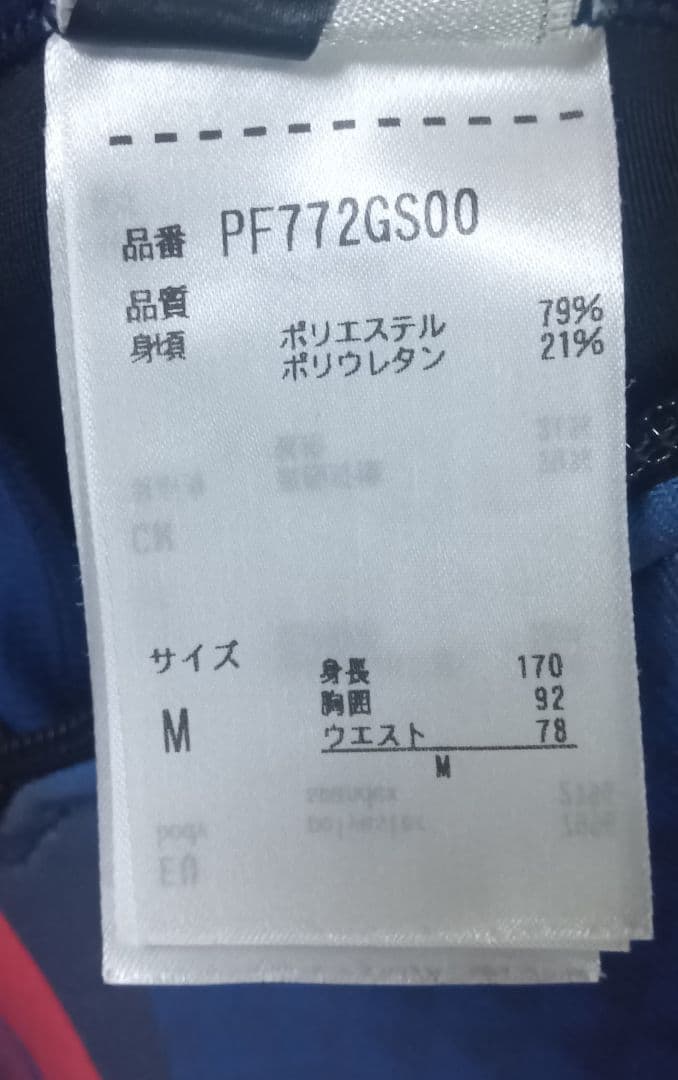 品番 PF772GS00
品質
身頃 ポリエステル 79%
ポリウレタン 21%
サイズ
M
身長 170
胸囲 92
ウエスト 78
M